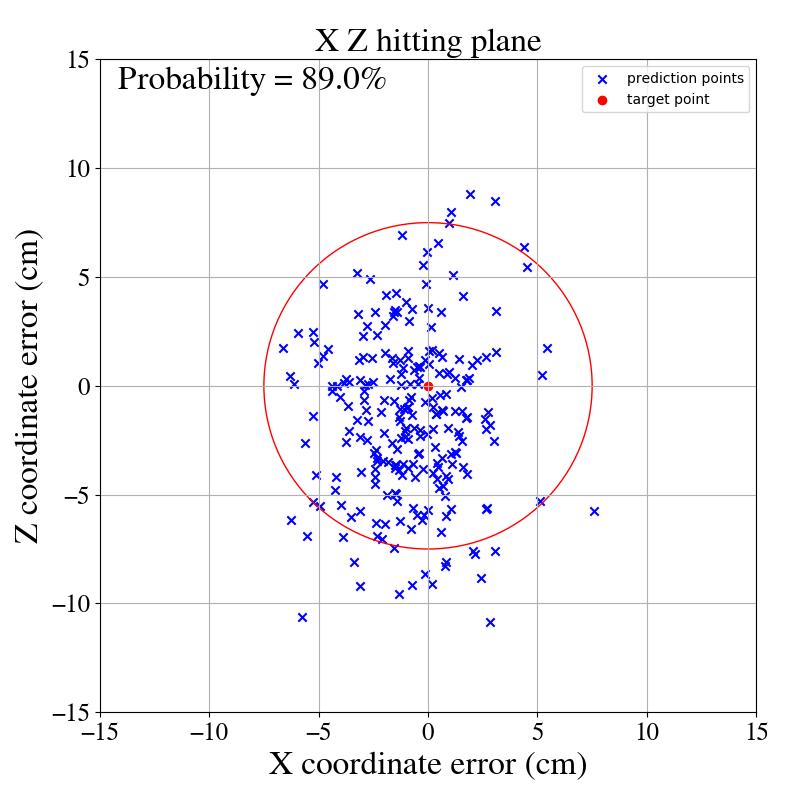 X Z hitting plane
Probability = 89.0%
prediction points
target point
15
10
5
0
−5
−10
−15
Z coordinate error (cm)
−15 −10 −5 0 5 10 15
X coordinate error (cm)